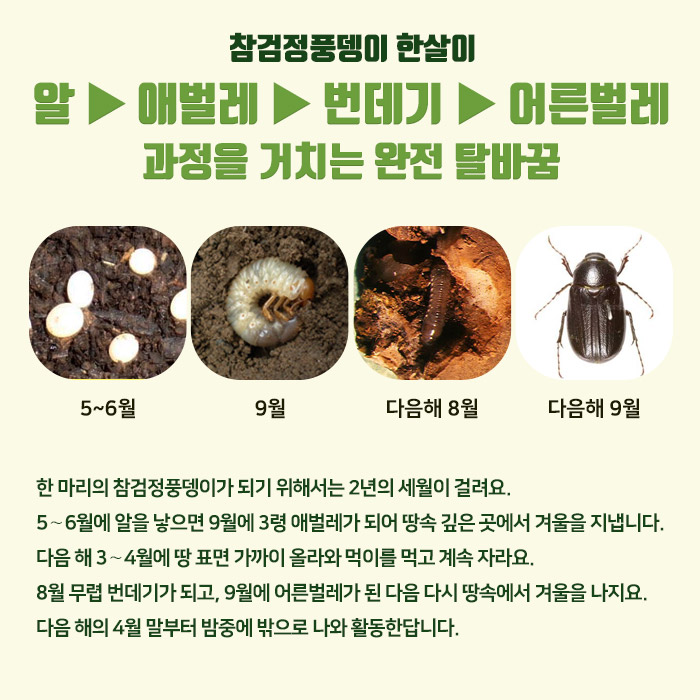 참검정풍뎅이 한살이
알 ▶ 애벌레 ▶ 번데기 ▶ 어른벌레
과정을 거치는 완전 탈바꿈
5~6월
9월
다음해 8월
다음해 9월
한 마리의 참검정풍뎅이가 되기 위해서는 2년의 세월이 걸려요.
5~6월에 알을 낳으면 9월에 3령 애벌레가 되어 땅속 깊은 곳에서 겨울을 지냅니다.
다음 해 3~4월에 땅 표면 가까이 올라와 먹이를 먹고 계속 자라요.
8월 무렵 번데기가 되고, 9월에 어른벌레가 된 다음 다시 땅속에서 겨울을 나지요.
다음 해의 4월 말부터 밤중에 밖으로 나와 활동한답니다.